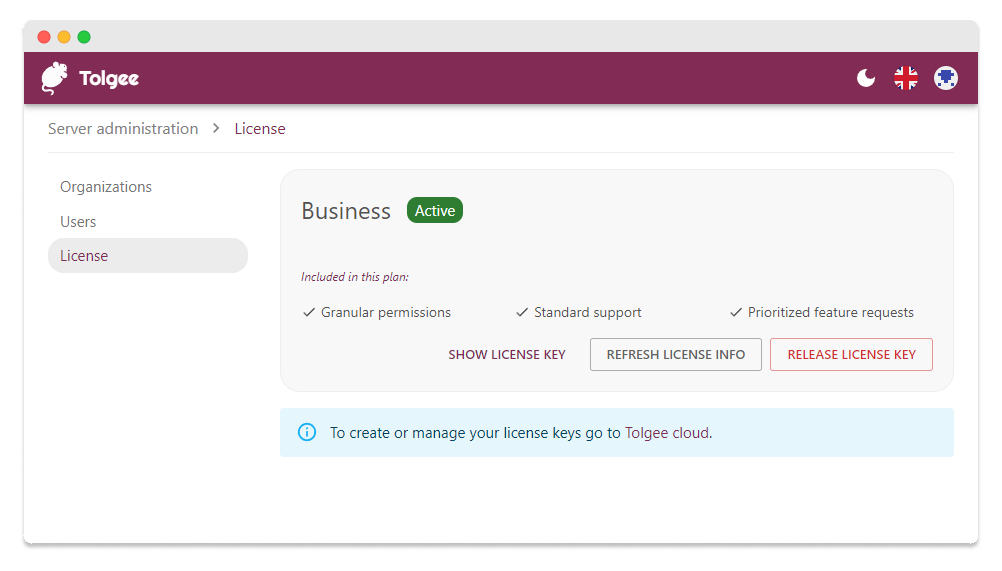 Tolgee
Server administration > License
Organizations
Users
License
Business Active
Included in this plan:
Granular permissions Standard support Prioritized feature requests
SHOW LICENSE KEY REFRESH LICENSE INFO RELEASE LICENSE KEY
To create or manage your license keys go to Tolgee cloud.